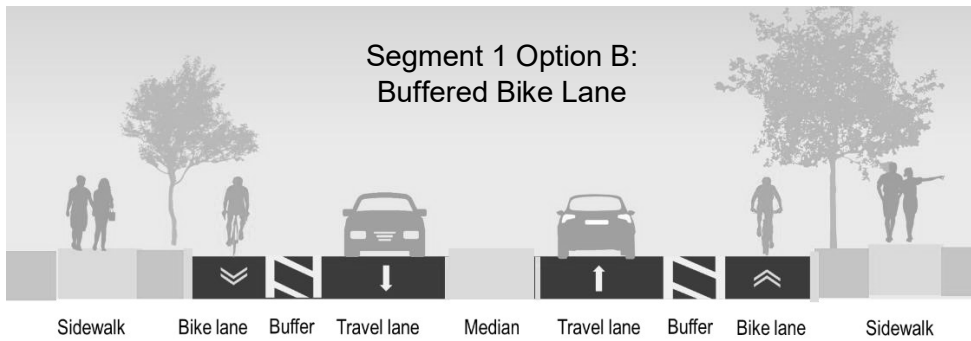 Segment 1 Option B:
Buffered Bike Lane
Sidewalk Bike lane Buffer Travel lane Median Travel lane Buffer Bike lane Sidewalk